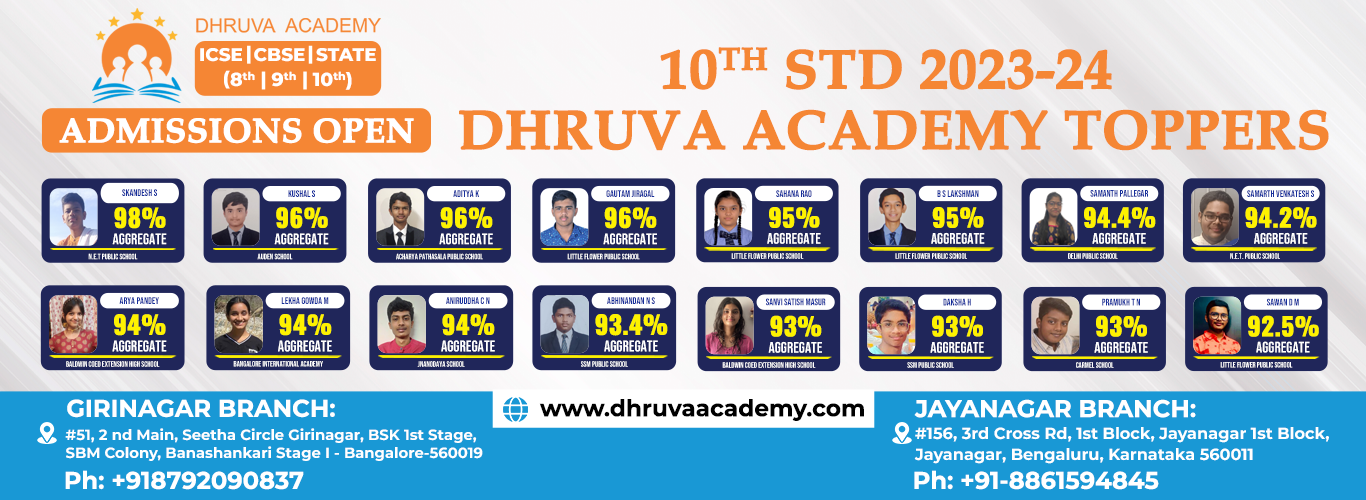 DHRUVA ACADEMY
ICSE|CBSE|STATE
(8th | 9th | 10th)
ADMISSIONS OPEN
10TH STD 2023-24
DHRUVA ACADEMY TOPPERS
SKANDESH S
98%
AGGREGATE
N.E.T PUBLIC SCHOOL
KUSHAL S
96%
AGGREGATE
AUDEN SCHOOL
ADITYA K
96%
AGGREGATE
ACHARYA PATHASALA PUBLIC SCHOOL
GAUTAM JIRAGAL
96%
AGGREGATE
LITTLE FLOWER PUBLIC SCHOOL
SAHANA RAO
95%
AGGREGATE
LITTLE FLOWER PUBLIC SCHOOL
B S LAKSHMAN
95%
AGGREGATE
LITTLE FLOWER PUBLIC SCHOOL
SAMANTH PALLEGAR
94.4%
AGGREGATE
DELHI PUBLIC SCHOOL
SAMARTH VENKATESH S
94.2%
AGGREGATE
N.E.T. PUBLIC SCHOOL
ARYA PANDEY
94%
AGGREGATE
BALDWIN COED EXTENSION HIGH SCHOOL
LEKHA GOWDA M
94%
AGGREGATE
BANGALORE INTERNATIONAL ACADEMY
ANIRUDDHA C N
94%
AGGREGATE
JNANODAYA SCHOOL
ABHINANDAN N S
93.4%
AGGREGATE
SSM PUBLIC SCHOOL
SANVI SATISH MASUR
93%
AGGREGATE
BALDWIN COED EXTENSION HIGH SCHOOL
DAKSHA H
93%
AGGREGATE
SSM PUBLIC SCHOOL
PRAMUKH T N
93%
AGGREGATE
CARMEL SCHOOL
SAWAN D M
92.5%
AGGREGATE
LITTLE FLOWER PUBLIC SCHOOL
GIRINAGAR BRANCH:
#51, 2 nd Main, Seetha Circle Girinagar, BSK 1st Stage,
SBM Colony, Banashankari Stage I - Bangalore-560019
Ph: +918792090837
www.dhruvaacademy.com
JAYANAGAR BRANCH:
#156, 3rd Cross Rd, 1st Block, Jayanagar 1st Block,
Jayanagar, Bengaluru, Karnataka 560011
Ph: +91-8861594845